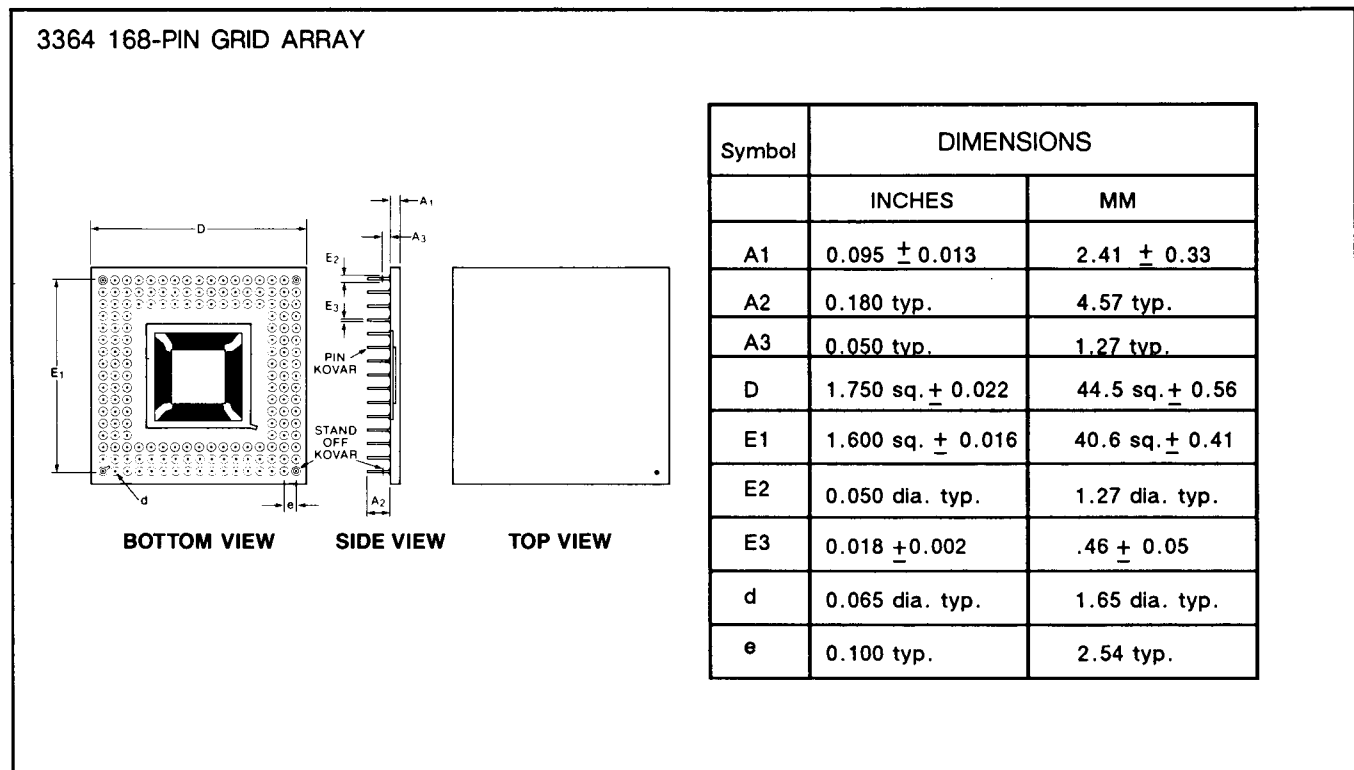 3364 168-PIN GRID ARRAY
D
E1
d
e
BOTTOM VIEW
A1
A3
E2
E3
PIN
KOVAR
STAND
OFF
KOVAR
A2
SIDE VIEW
TOP VIEW
Symbol DIMENSIONS
INCHES MM
A1 0.095 ± 0.013 2.41 ± 0.33
A2 0.180 typ. 4.57 typ.
A3 0.050 typ. 1.27 typ.
D 1.750 sq. ± 0.022 44.5 sq. ± 0.56
E1 1.600 sq. ± 0.016 40.6 sq. ± 0.41
E2 0.050 dia. typ. 1.27 dia. typ.
E3 0.018 ±0.002 .46 ± 0.05
d 0.065 dia. typ. 1.65 dia. typ.
e 0.100 typ. 2.54 typ.